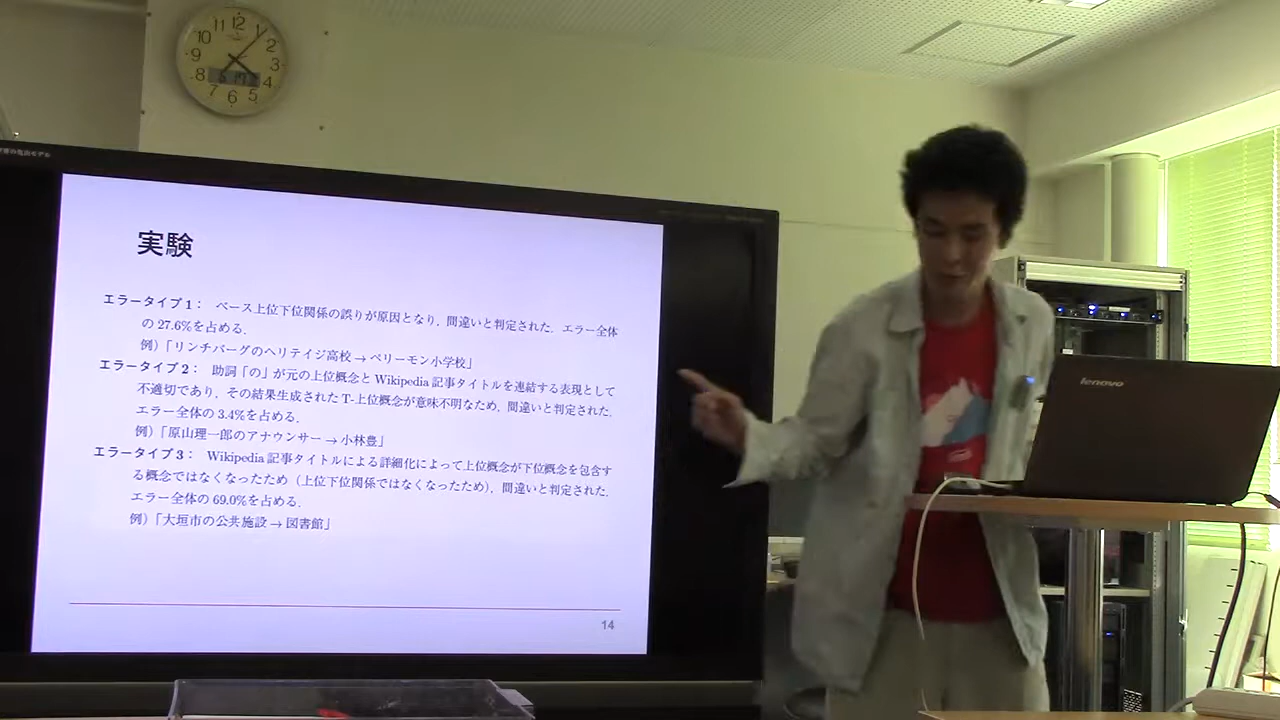 12
11 1
10 2
9 3
8 4
7 5
6
実験
エラータイプ 1： ベース上位下位関係の誤りが原因となり，間違いと判定された．エラー全体
の 27.6%を占める．
例）「リンチバーグのヘリテイジ高校 → ペリーモン小学校」
エラータイプ 2： 助詞「の」が元の上位概念と Wikipedia 記事タイトルを連結する表現として
不適切であり，その結果生成された T-上位概念が意味不明なため，間違いと判定された．
エラー全体の 3.4%を占める．
例）「原山理一郎のアナウンサー → 小林豊」
エラータイプ 3： Wikipedia 記事タイトルによる詳細化によって上位概念が下位概念を包含す
る概念ではなくなったため（上位下位関係ではなくなったため），間違いと判定された．
エラー全体の 69.0%を占める．
例）「大垣市の公共施設 → 図書館」
14
lenovo